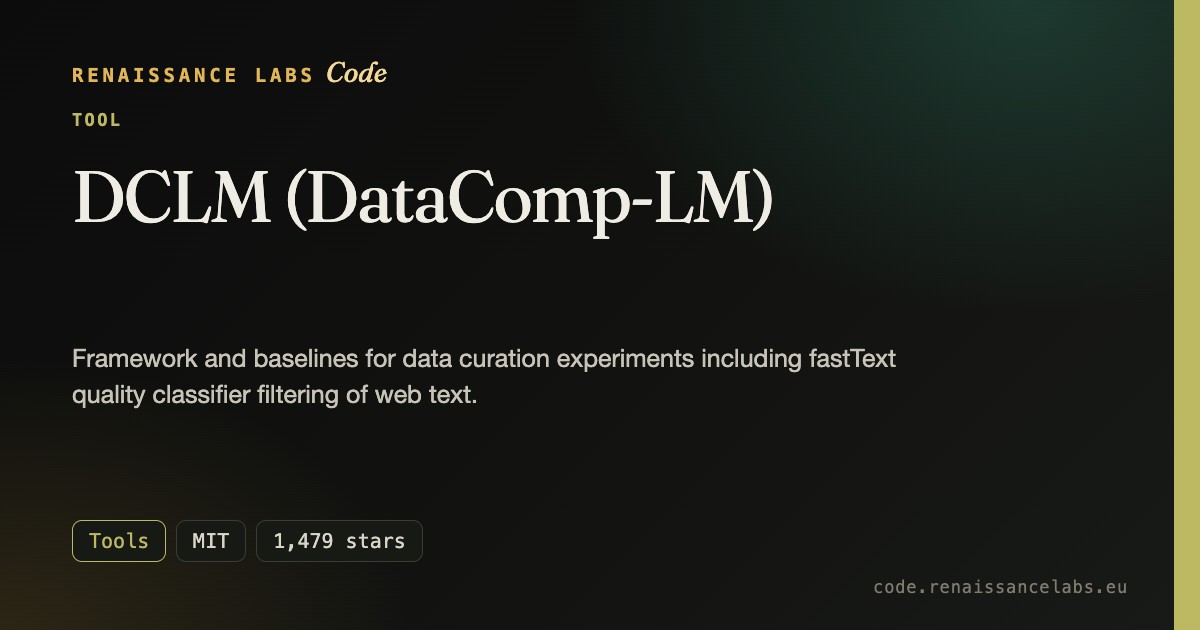 RENAISSANCE LABS Code
TOOL
DCLM (DataComp-LM)
Framework and baselines for data curation experiments including fastText
quality classifier filtering of web text.
Tools MIT 1,479 stars
code.renaissancelabs.eu